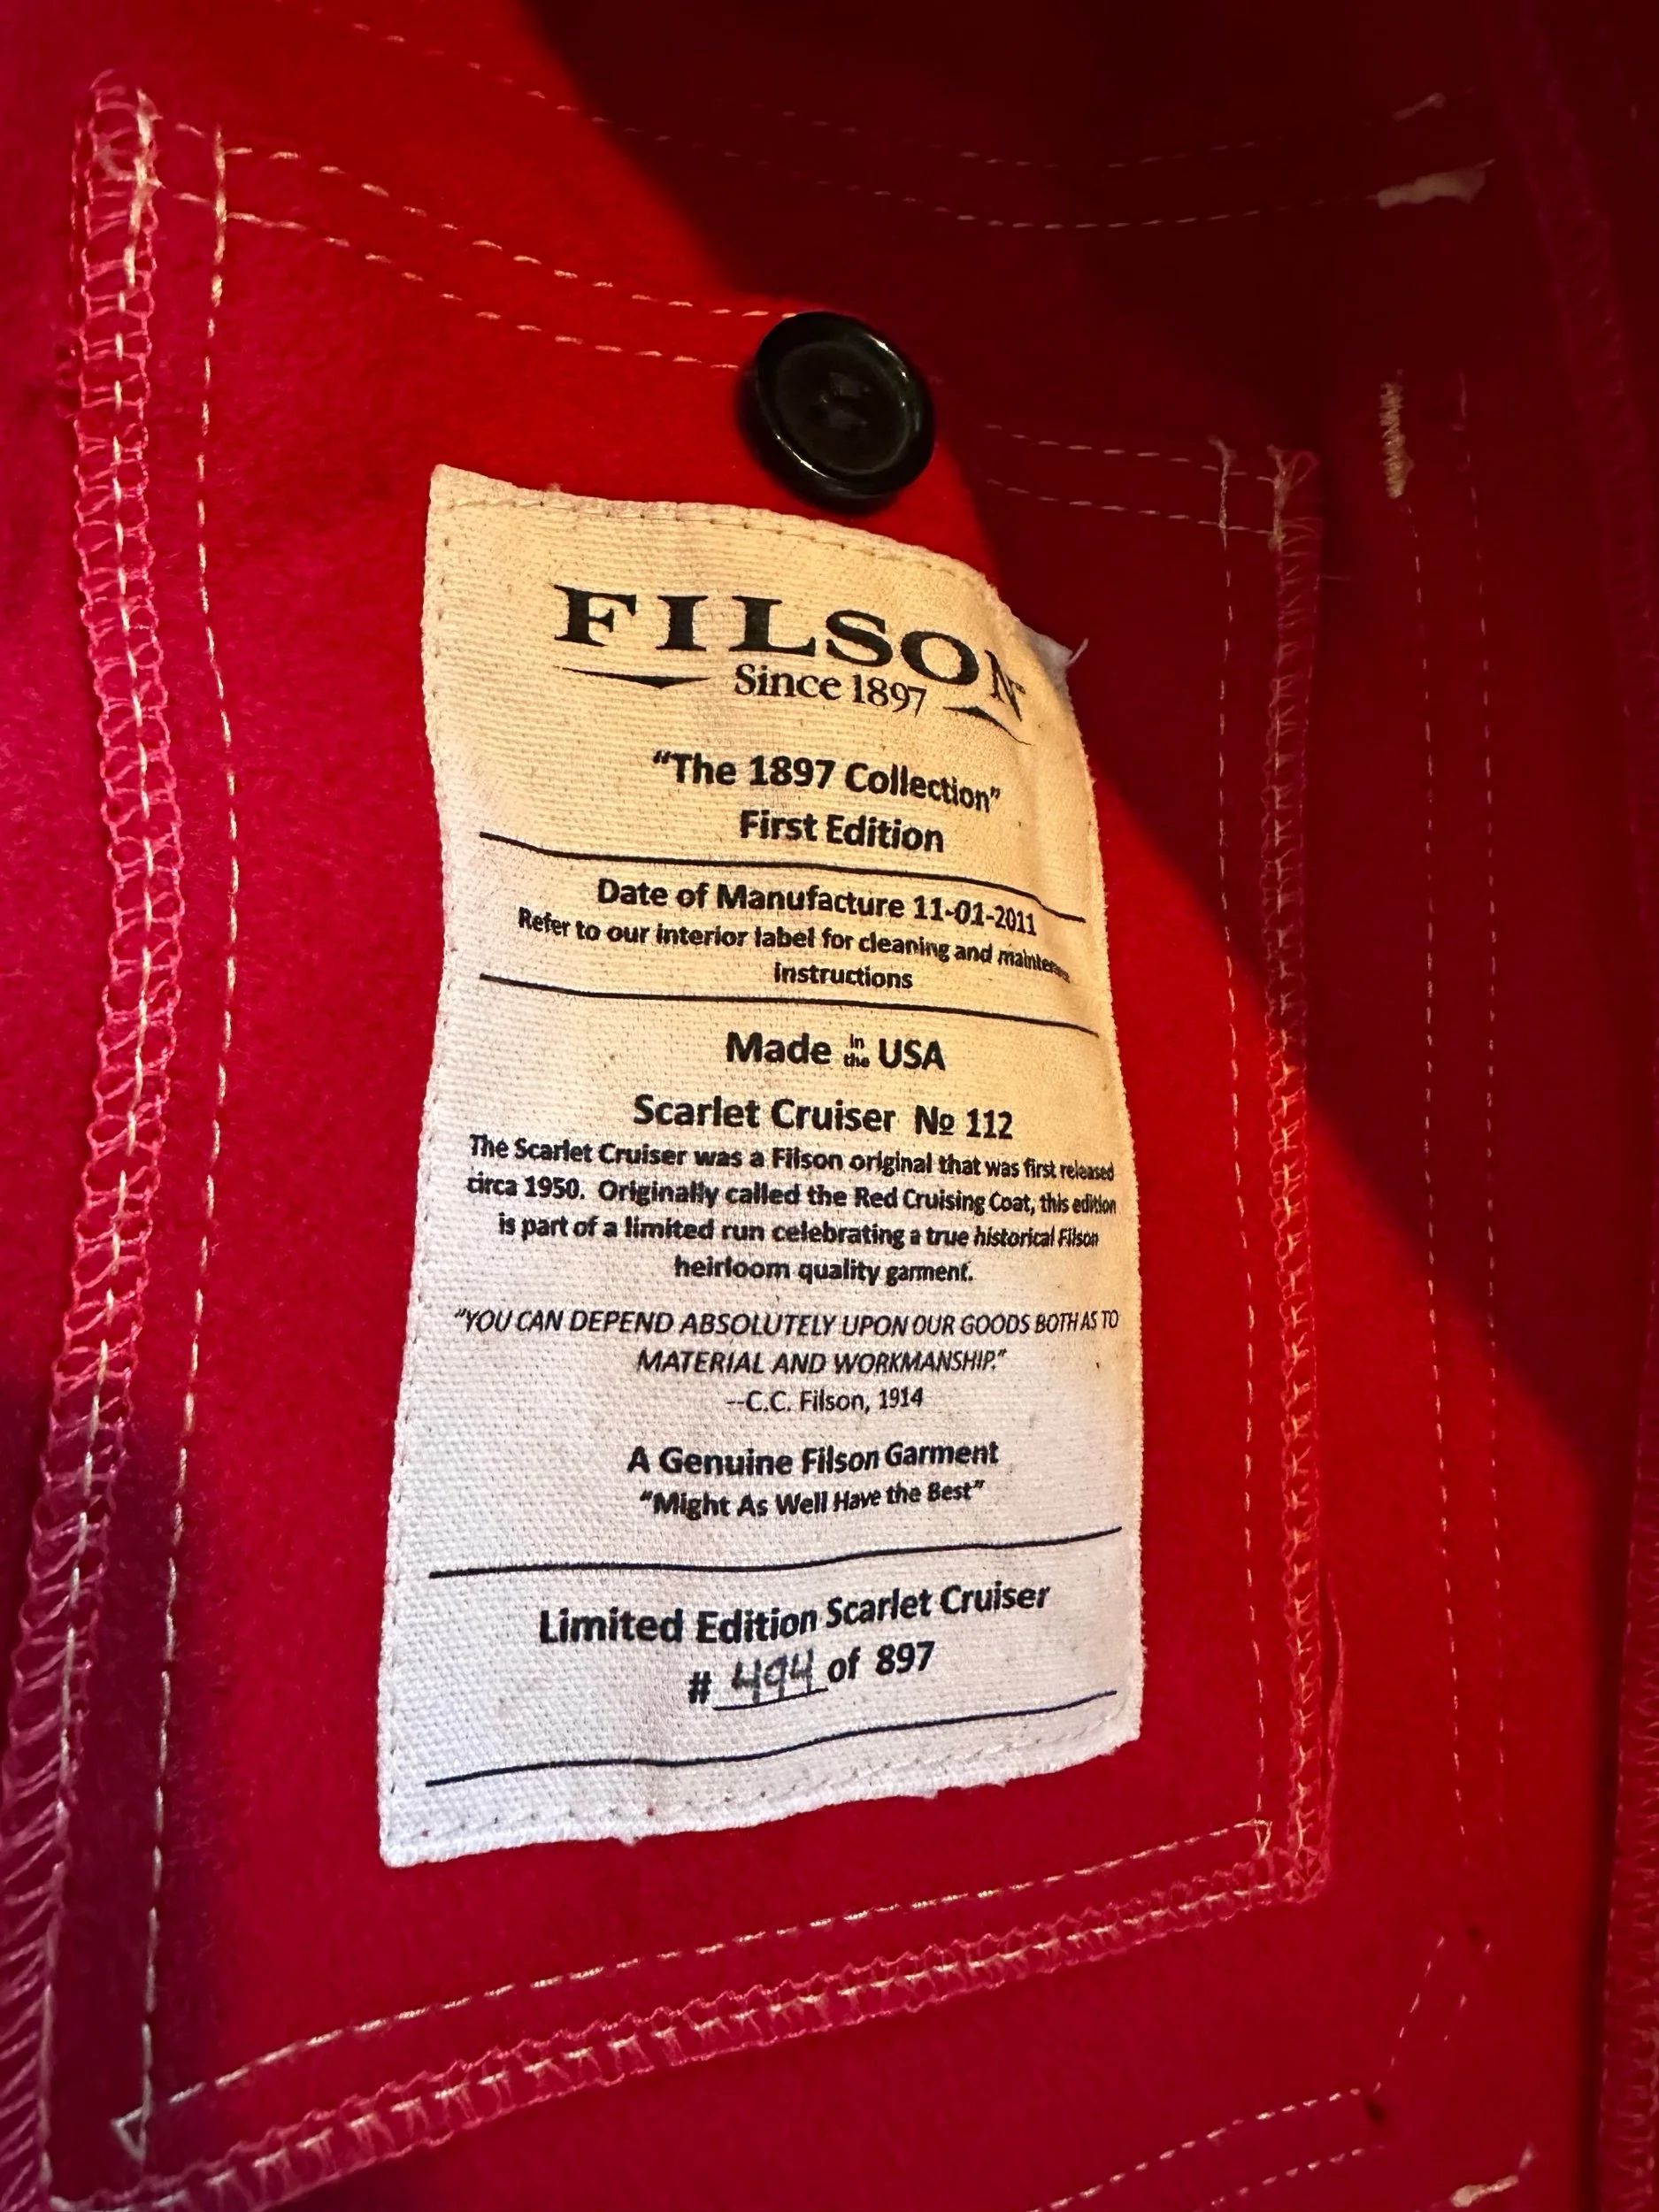 FILSON
Since 1897
"The 1897 Collection"
First Edition
Date of Manufacture 11-01-2011
Refer to our interior label for cleaning and maintenance
instructions
Made in the USA
Scarlet Cruiser № 112
The Scarlet Cruiser was a Filson original that was first released
circa 1950. Originally called the Red Cruising Coat, this edition
is part of a limited run celebrating a true historical Filson
heirloom quality garment.
"YOU CAN DEPEND ABSOLUTELY UPON OUR GOODS BOTH AS TO
MATERIAL AND WORKMANSHIP."
--C.C. Filson, 1914
A Genuine Filson Garment
"Might As Well Have the Best"
Limited Edition Scarlet Cruiser
# 494 of 897